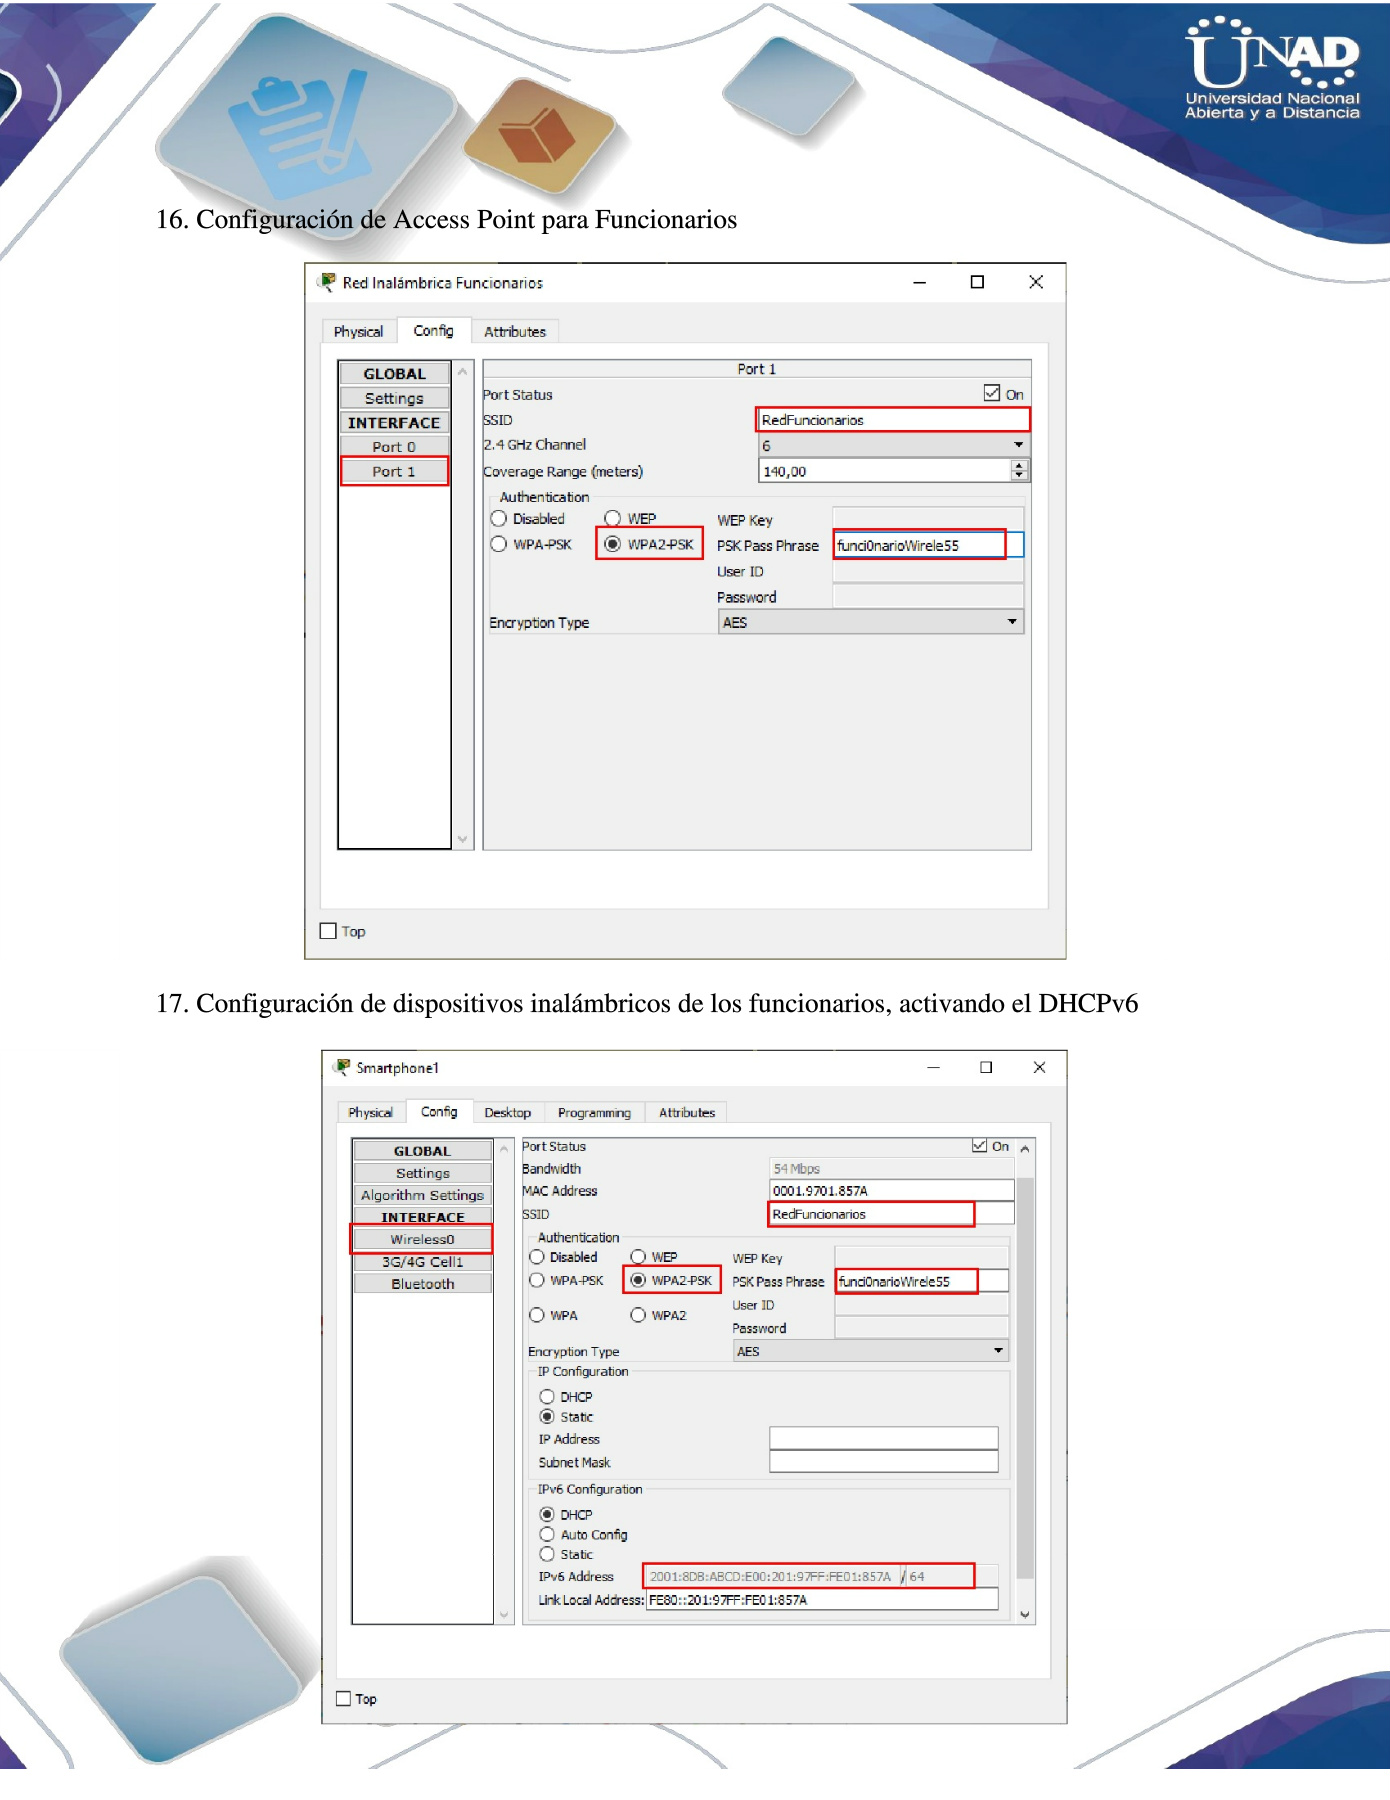 UNAD
Universidad Nacional
Abierta y a Distancia
16. Configuración de Access Point para Funcionarios
Red Inalámbrica Funcionarios
Physical Config Attributes
GLOBAL
Settings
INTERFACE
Port 0
Port 1
Port 1
Port Status On
SSID RedFuncionarios
2.4 GHz Channel 6
Coverage Range (meters) 140,00
Authentication
Disabled WEP WEP Key
WPA-PSK WPA2-PSK PSK Pass Phrase funci0narioWirele55
User ID
Password
Encryption Type AES
Top
17. Configuración de dispositivos inalámbricos de los funcionarios, activando el DHCPv6
Smartphone1
Physical Config Desktop Programming Attributes
GLOBAL
Settings
Algorithm Settings
INTERFACE
Wireless0
3G/4G Cell1
Bluetooth
Port Status On
Bandwidth 54 Mbps
MAC Address 0001.9701.857A
SSID RedFuncionarios
Authentication
Disabled WEP WEP Key
WPA-PSK WPA2-PSK PSK Pass Phrase funci0narioWirele55
User ID
WPA WPA2
Password
Encryption Type AES
IP Configuration
DHCP
Static
IP Address
Subnet Mask
IPv6 Configuration
DHCP
Auto Config
Static
IPv6 Address 2001:8DB:ABCD:E00:201:97FF:FE01:857A / 64
Link Local Address: FE80::201:97FF:FE01:857A
Top